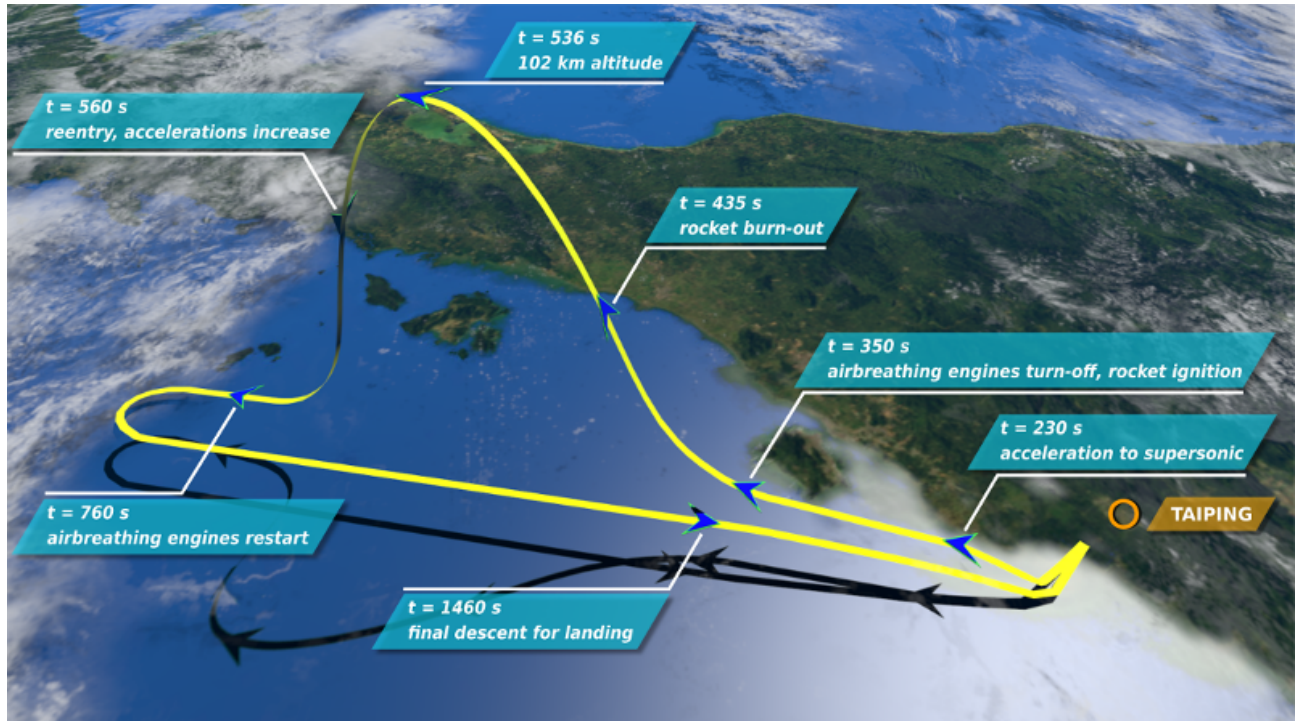 t = 536 s
102 km altitude
t = 560 s
reentry, accelerations increase
t = 435 s
rocket burn-out
t = 350 s
airbreathing engines turn-off, rocket ignition
t = 230 s
acceleration to supersonic
TAIPING
t = 760 s
airbreathing engines restart
t = 1460 s
final descent for landing